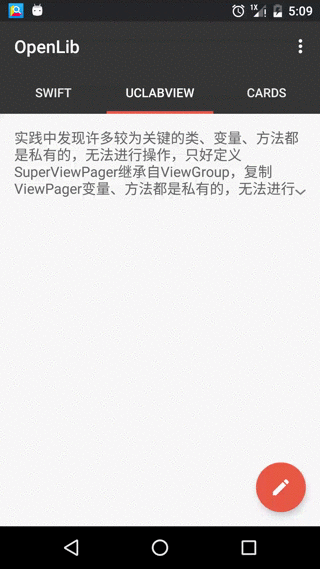 1X
5:09
OpenLib
SWIFT UCLABVIEW CARDS
实践中发现许多较为关键的类、变量、方法都
是私有的，无法进行操作，只好定义
SuperViewPager继承自ViewGroup，复制
ViewPager变量、方法都是私有的，无法进行